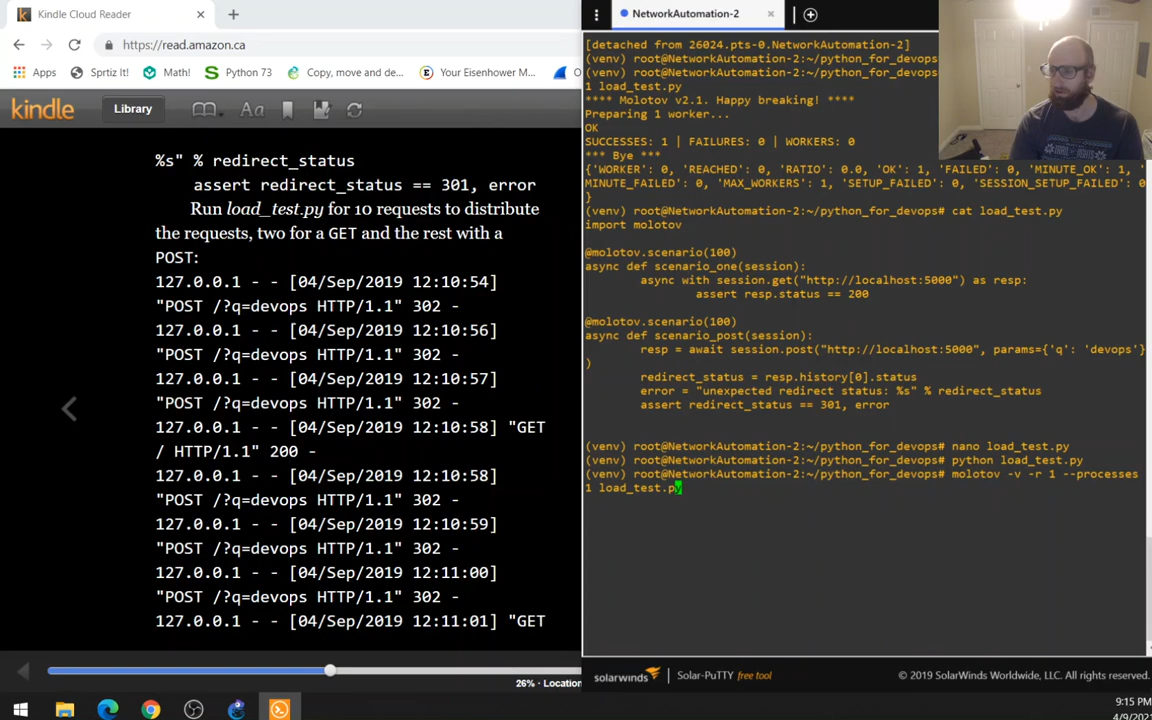 Kindle Cloud Reader
https://read.amazon.ca
Apps
Sprtiz It!
Math!
Python 73
Copy, move and de...
Your Eisenhower M...
kindle
Library
Aa
%s" % redirect_status
assert redirect_status == 301, error
Run load_test.py for 10 requests to distribute
the requests, two for a GET and the rest with a
POST:
127.0.0.1 - - [04/Sep/2019 12:10:54]
"POST /?q=devops HTTP/1.1" 302 -
127.0.0.1 - - [04/Sep/2019 12:10:56]
"POST /?q=devops HTTP/1.1" 302 -
127.0.0.1 - - [04/Sep/2019 12:10:57]
"POST /?q=devops HTTP/1.1" 302 -
127.0.0.1 - - [04/Sep/2019 12:10:58] "GET
/ HTTP/1.1" 200 -
127.0.0.1 - - [04/Sep/2019 12:10:58]
"POST /?q=devops HTTP/1.1" 302 -
127.0.0.1 - - [04/Sep/2019 12:10:59]
"POST /?q=devops HTTP/1.1" 302 -
127.0.0.1 - - [04/Sep/2019 12:11:00]
"POST /?q=devops HTTP/1.1" 302 -
127.0.0.1 - - [04/Sep/2019 12:11:01] "GET
26% · Location
NetworkAutomation-2
[detached from 26024.pts-0.NetworkAutomation-2]
(venv) root@NetworkAutomation-2:~/python_for_devops
(venv) root@NetworkAutomation-2:~/python_for_devops
1 load_test.py
**** Molotov v2.1. Happy breaking! ****
Preparing 1 worker...
OK
SUCCESSES: 1 | FAILURES: 0 | WORKERS: 0
*** Bye ***
{'WORKER': 0, 'REACHED': 0, 'RATIO': 0.0, 'OK': 1, 'FAILED': 0, 'MINUTE_OK': 1, '
MINUTE_FAILED': 0, 'MAX_WORKERS': 1, 'SETUP_FAILED': 0, 'SESSION_SETUP_FAILED': 0
}
(venv) root@NetworkAutomation-2:~/python_for_devops# cat load_test.py
import molotov
@molotov.scenario(100)
async def scenario_one(session):
async with session.get("http://localhost:5000") as resp:
assert resp.status == 200
@molotov.scenario(100)
async def scenario_post(session):
resp = await session.post("http://localhost:5000", params={'q': 'devops'}
)
redirect_status = resp.history[0].status
error = "unexpected redirect status: %s" % redirect_status
assert redirect_status == 301, error
(venv) root@NetworkAutomation-2:~/python_for_devops# nano load_test.py
(venv) root@NetworkAutomation-2:~/python_for_devops# python load_test.py
(venv) root@NetworkAutomation-2:~/python_for_devops# molotov -v -r 1 --processes
1 load_test.py
solarwinds
Solar-PuTTY free tool
© 2019 SolarWinds Worldwide, LLC. All rights reserved.
9:15 PM
4/9/2021